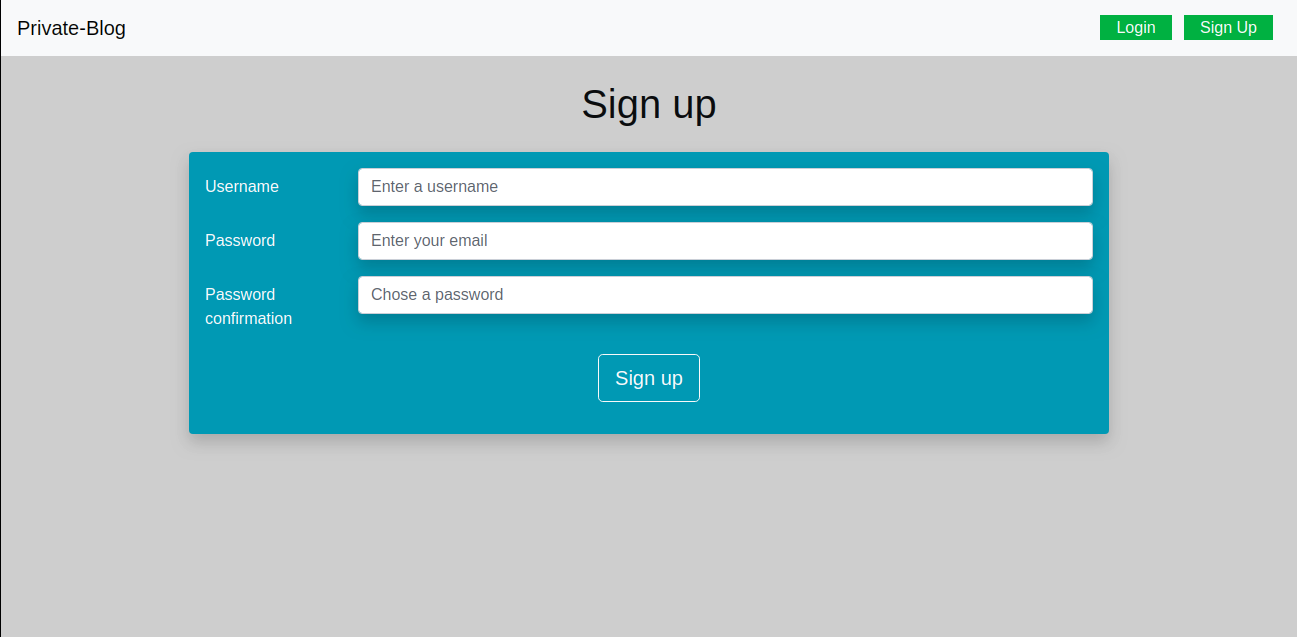 Private-Blog
Login
Sign Up
Sign up
Username
Enter a username
Password
Enter your email
Password
confirmation
Chose a password
Sign up